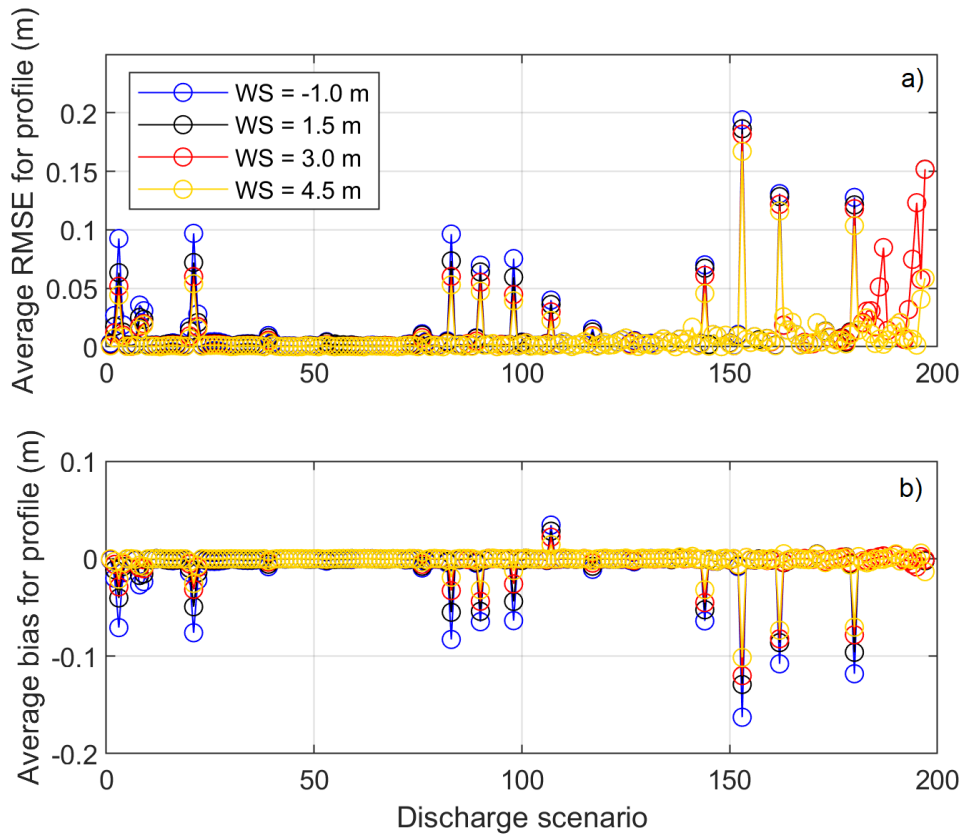 Average RMSE for profile (m)
0.2
0.15
0.1
0.05
0
a)
WS = -1.0 m
WS = 1.5 m
WS = 3.0 m
WS = 4.5 m
0 50 100 150 200
Average bias for profile (m)
0.1
0
-0.1
-0.2
b)
0 50 100 150 200
Discharge scenario